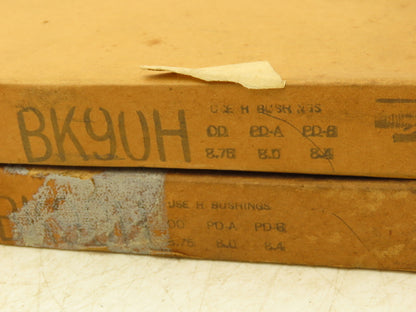 BK90H
USE H BUSHINGS
OD PD-A PD-B
8.75 8.0 8.4
USE H BUSHINGS
OD PD-A PD-B
8.75 8.0 8.4